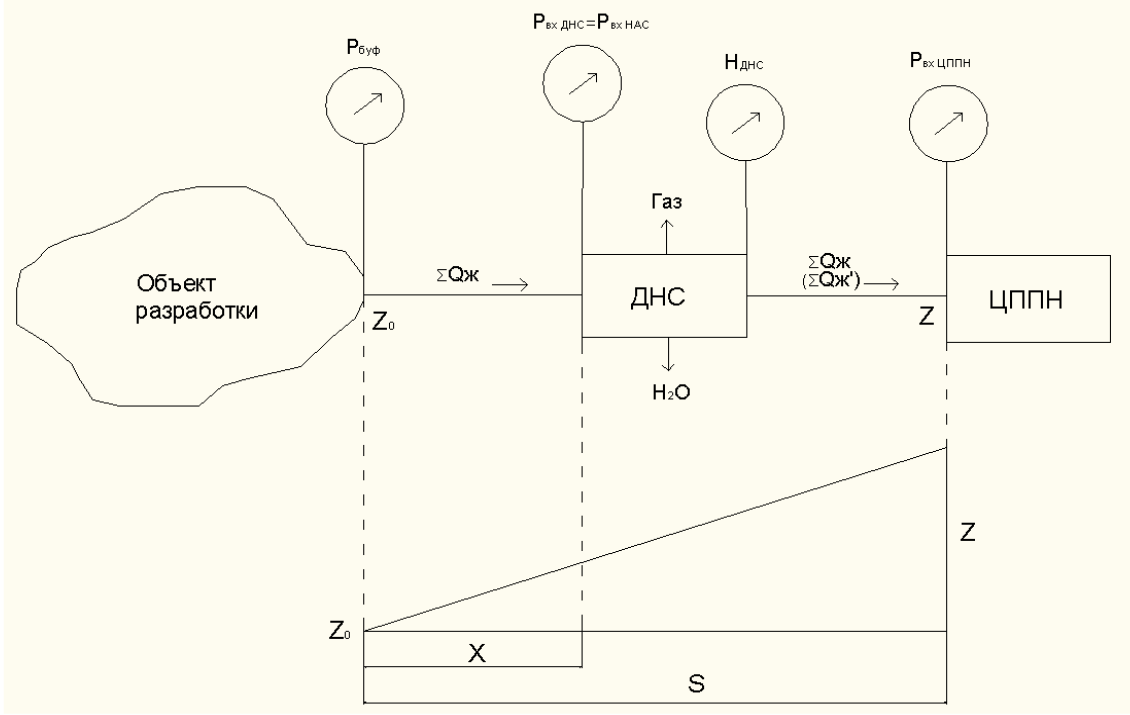 Pбуф
Pвх ДНС=Pвх НАС
HДНС
Pвх ЦППН
Газ
ΣQж
ΣQж
(ΣQж')
Объект
разработки
ДНС
ЦППН
Z₀
Z
H₂O
Z
Z₀
X
S